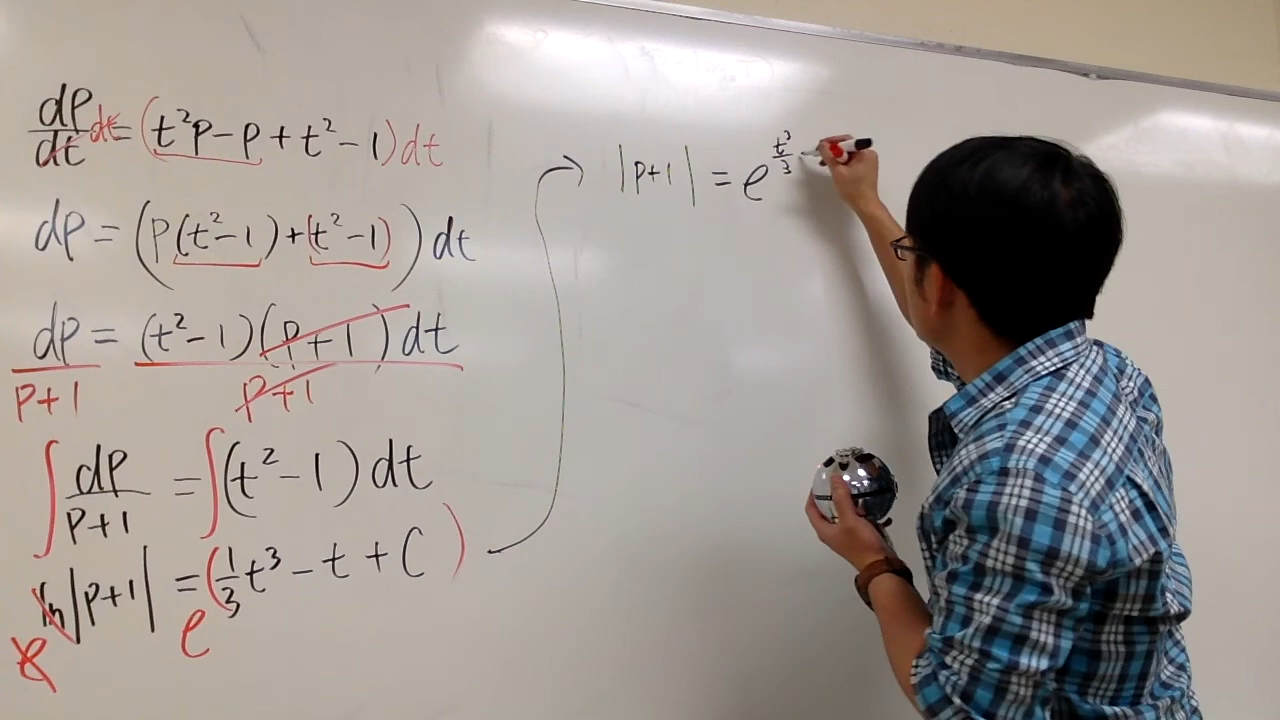 dP/dt dt = (t²P - P + t² - 1) dt
dP = (P(t² - 1) + (t² - 1)) dt
dP/P+1 = (t² - 1)(P + 1) dt/P+1
∫ dP/P+1 = ∫ (t² - 1) dt
e ln|P+1| = e (1/3 t³ - t + C)
|P+1| = e^t³/3